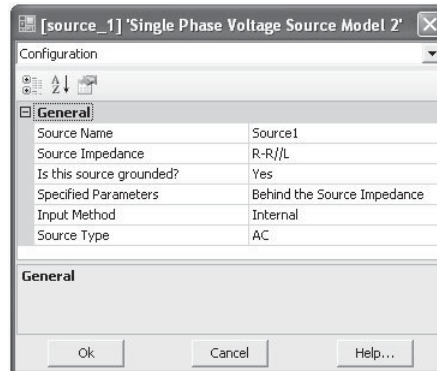 [source_1] 'Single Phase Voltage Source Model 2'
Configuration
General
Source Name Source1
Source Impedance R-R//L
Is this source grounded? Yes
Specified Parameters Behind the Source Impedance
Input Method Internal
Source Type AC
General
Ok Cancel Help...